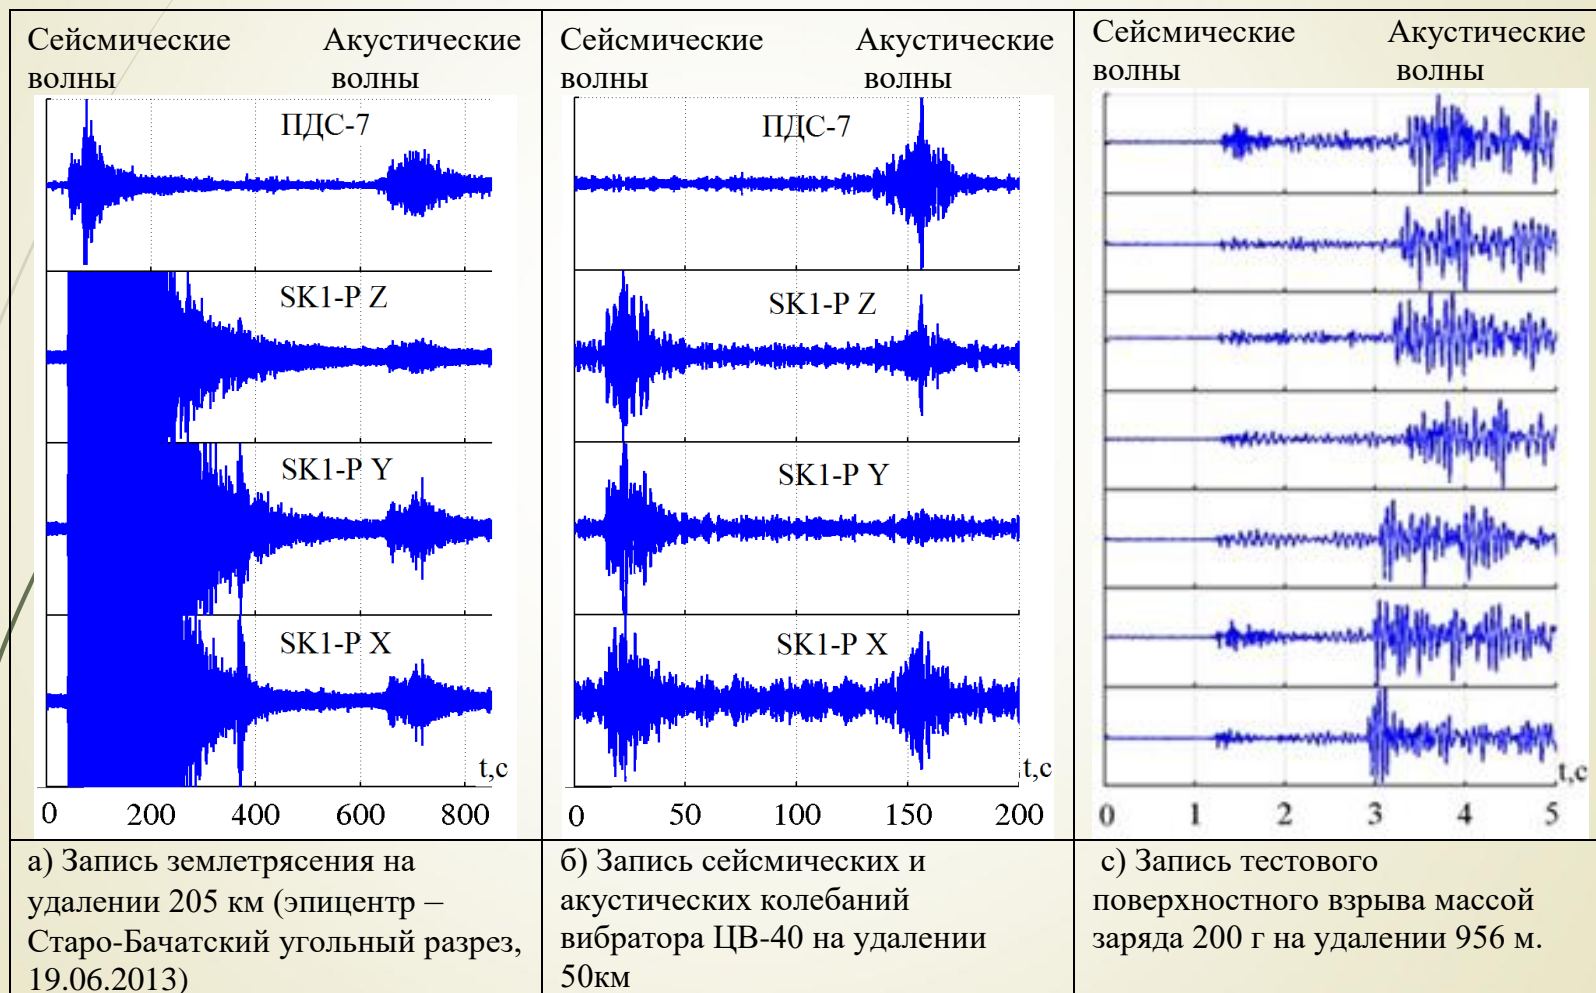 Сейсмические Акустические
волны волны
ПДС-7
SK1-P Z
SK1-P Y
SK1-P X
t,c
0 200 400 600 800
а) Запись землетрясения на
удалении 205 км (эпицентр –
Старо-Бачатский угольный разрез,
19.06.2013)
Сейсмические Акустические
волны волны
ПДС-7
SK1-P Z
SK1-P Y
SK1-P X
t,c
0 50 100 150 200
б) Запись сейсмических и
акустических колебаний
вибратора ЦВ-40 на удалении
50км
Сейсмические Акустические
волны волны
t,c
0 1 2 3 4 5
с) Запись тестового
поверхностного взрыва массой
заряда 200 г на удалении 956 м.